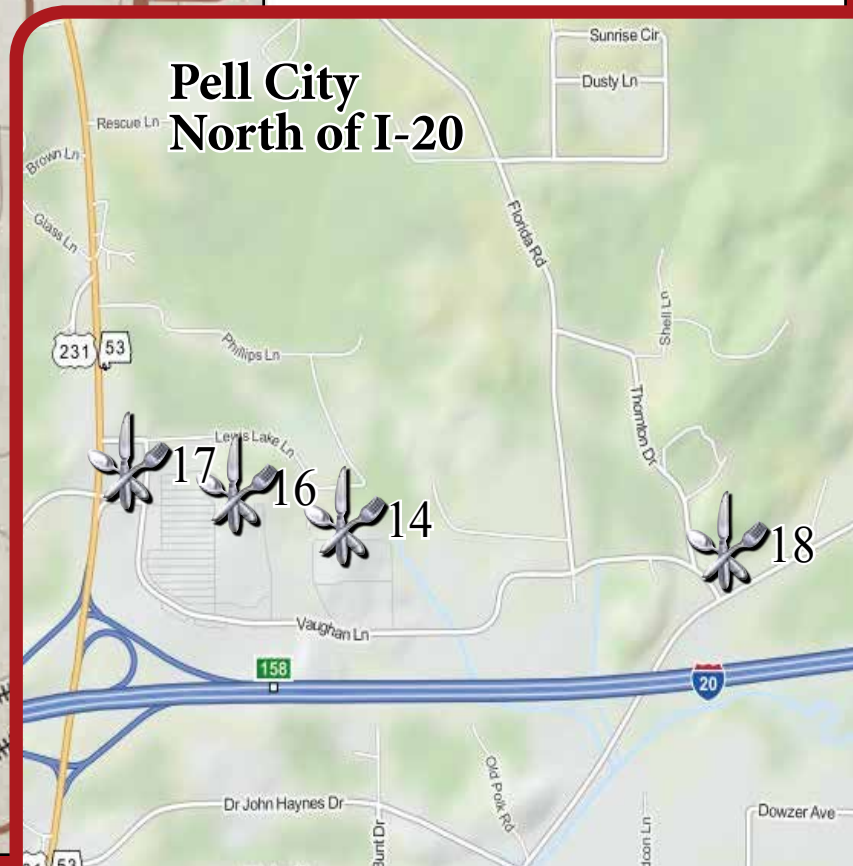 Sunrise Cir
Pell City
Dusty Ln
North of I-20
Rescue Ln
Brown Ln
Florida Rd
Glass Ln
Shell Ln
231
53
Phillips Ln
Thornton Dr
Lewis Lake Ln
17
16
14
18
Vaughan Ln
158
20
Old Polk Rd
Dr John Haynes Dr
Dowzer Ave
53